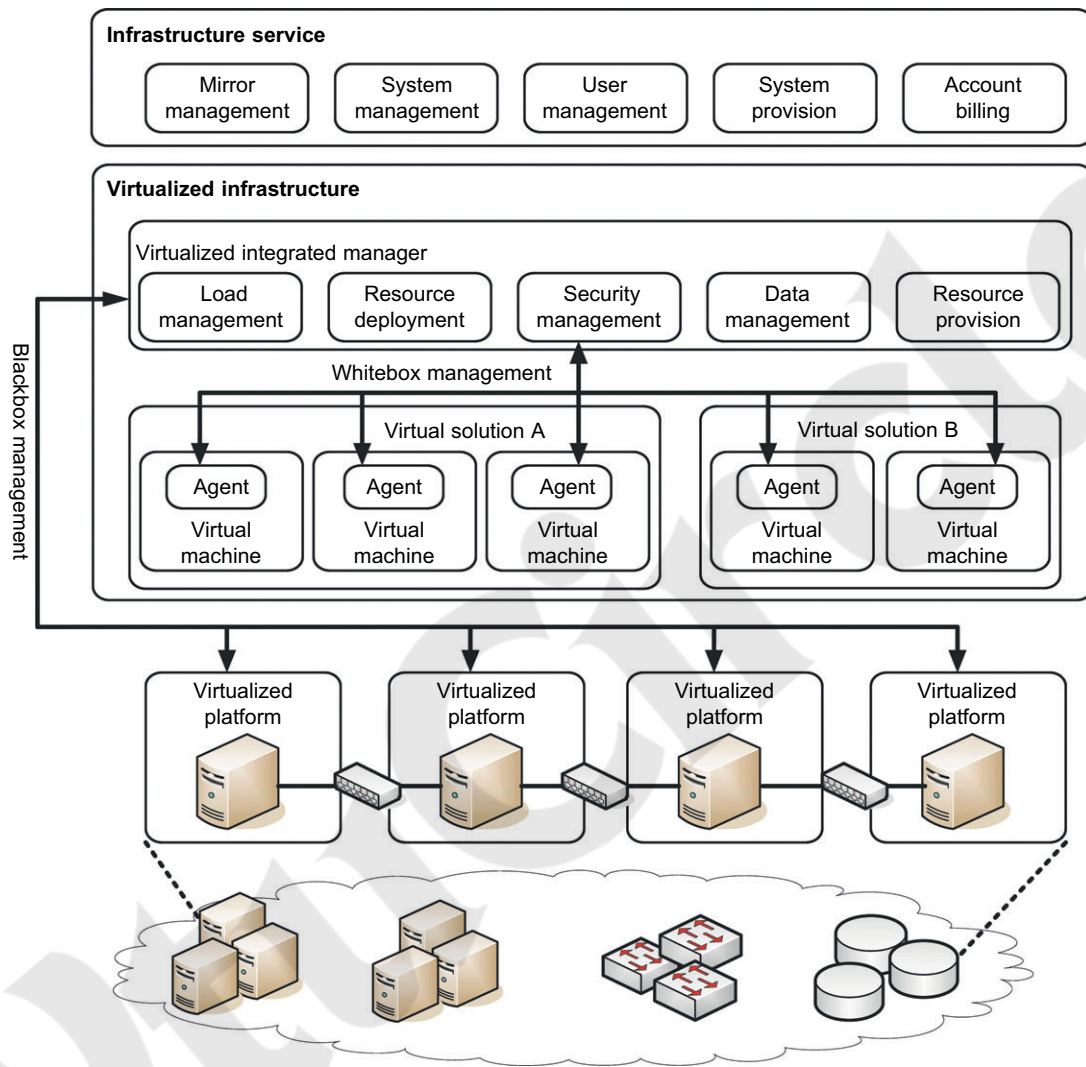 Infrastructure service
Mirror
management
System
management
User
management
System
provision
Account
billing
Virtualized infrastructure
Virtualized integrated manager
Load
management
Resource
deployment
Security
management
Data
management
Resource
provision
Blackbox management
Whitebox management
Virtual solution A
Agent
Virtual
machine
Agent
Virtual
machine
Agent
Virtual
machine
Virtual solution B
Agent
Virtual
machine
Agent
Virtual
machine
Virtualized
platform
Virtualized
platform
Virtualized
platform
Virtualized
platform